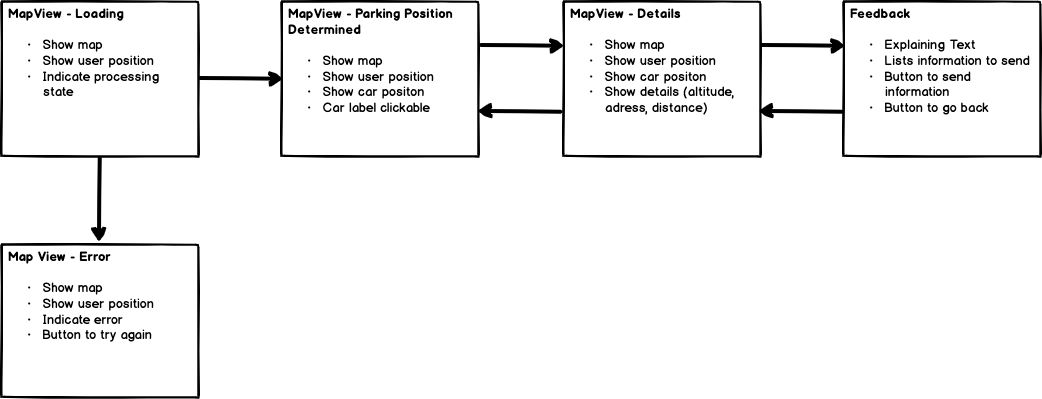 MapView - Loading
· Show map
· Show user position
· Indicate processing
state
MapView - Parking Position
Determined
· Show map
· Show user position
· Show car positon
· Car label clickable
MapView - Details
· Show map
· Show user position
· Show car positon
· Show details (altitude,
adress, distance)
Feedback
· Explaining Text
· Lists information to send
· Button to send
information
· Button to go back
Map View - Error
· Show map
· Show user position
· Indicate error
· Button to try again